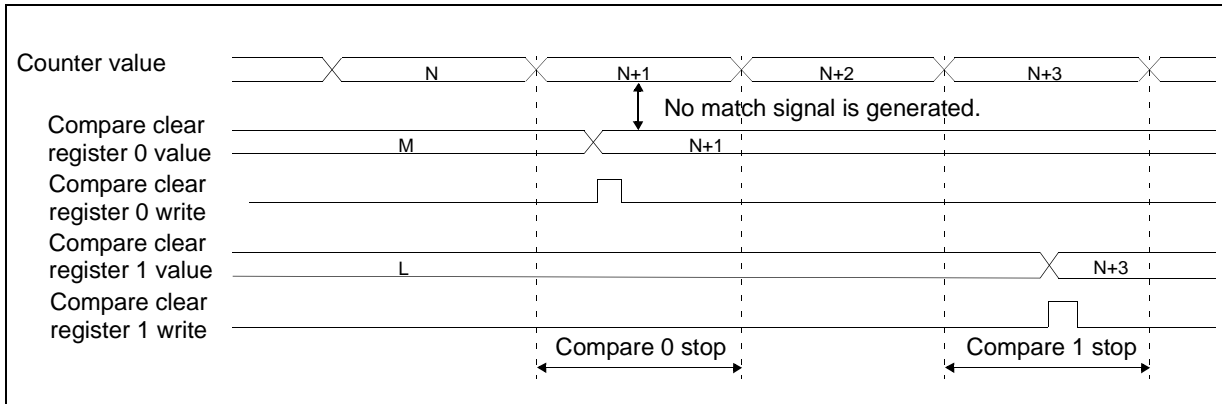 Counter value
N
N+1
N+2
N+3
No match signal is generated.
Compare clear
register 0 value
M
N+1
Compare clear
register 0 write
Compare clear
register 1 value
L
N+3
Compare clear
register 1 write
Compare 0 stop
Compare 1 stop